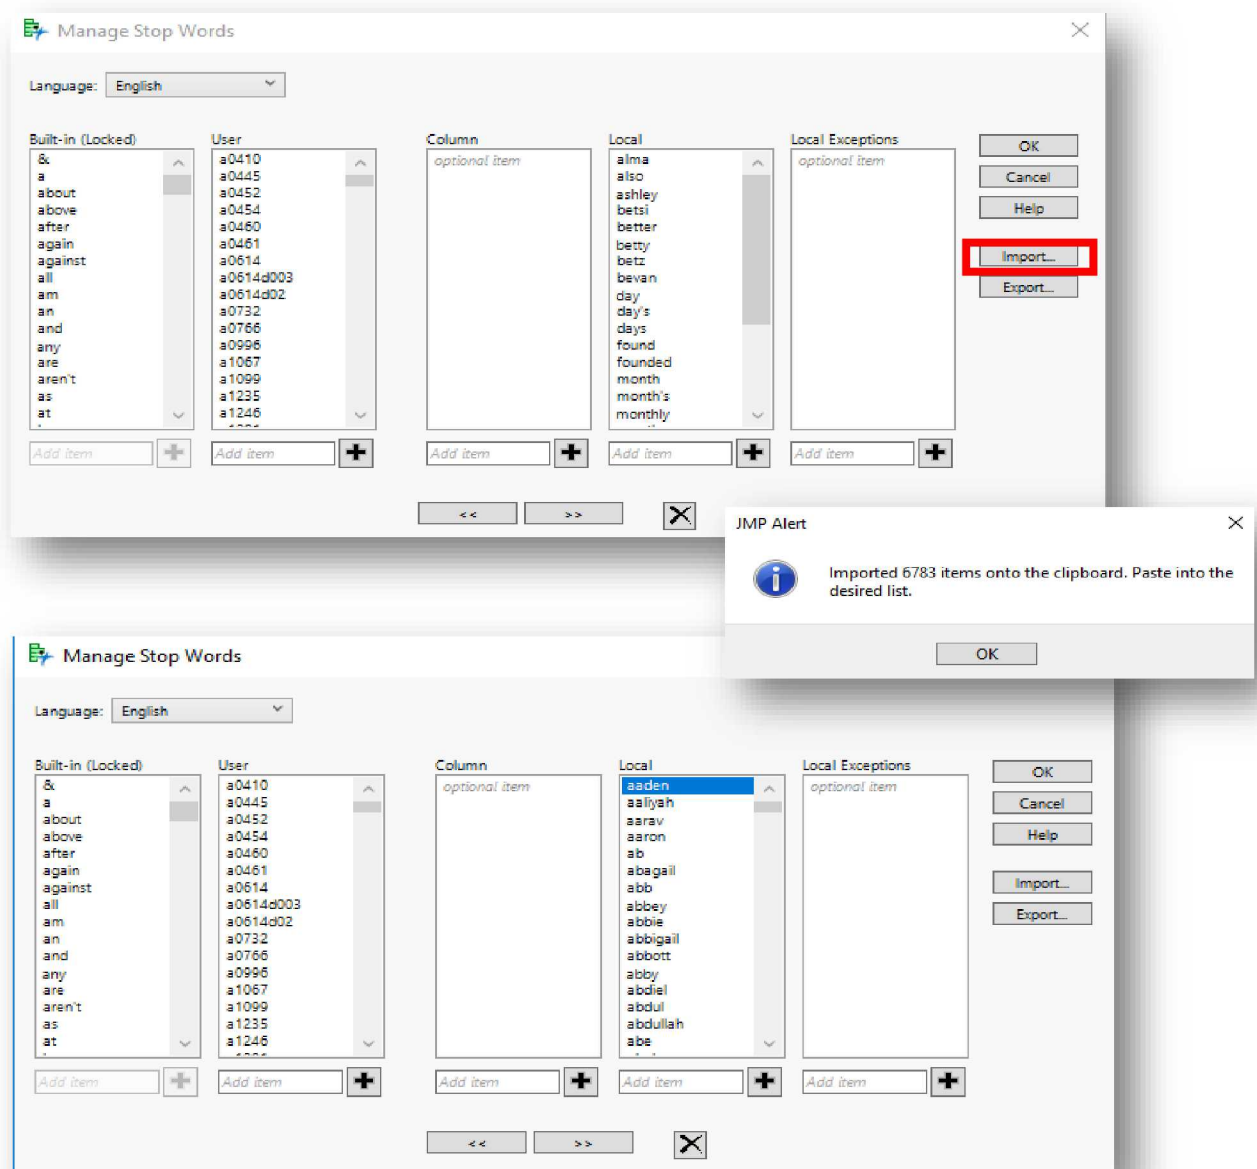 Manage Stop Words
Language: English
Built-in (Locked)
&
a
about
above
after
again
against
all
am
an
and
any
are
aren't
as
at
Add item
User
a0410
a0445
a0452
a0454
a0460
a0461
a0614
a0614d003
a0614d02
a0732
a0766
a0996
a1067
a1099
a1235
a1246
Add item
Column
optional item
Add item
Local
alma
also
ashley
betsi
better
betty
betz
bevan
day
day's
days
found
founded
month
month's
monthly
Add item
Local Exceptions
optional item
Add item
OK
Cancel
Help
Import...
Export...
<<
>>
JMP Alert
Imported 6783 items onto the clipboard. Paste into the
desired list.
OK
Manage Stop Words
Language: English
Built-in (Locked)
&
a
about
above
after
again
against
all
am
an
and
any
are
aren't
as
at
Add item
User
a0410
a0445
a0452
a0454
a0460
a0461
a0614
a0614d003
a0614d02
a0732
a0766
a0996
a1067
a1099
a1235
a1246
Add item
Column
optional item
Add item
Local
aaden
aaliyah
aarav
aaron
ab
abagail
abb
abbey
abbie
abbigail
abbott
abby
abdiel
abdul
abdullah
abe
Add item
Local Exceptions
optional item
Add item
OK
Cancel
Help
Import...
Export...
<<
>>